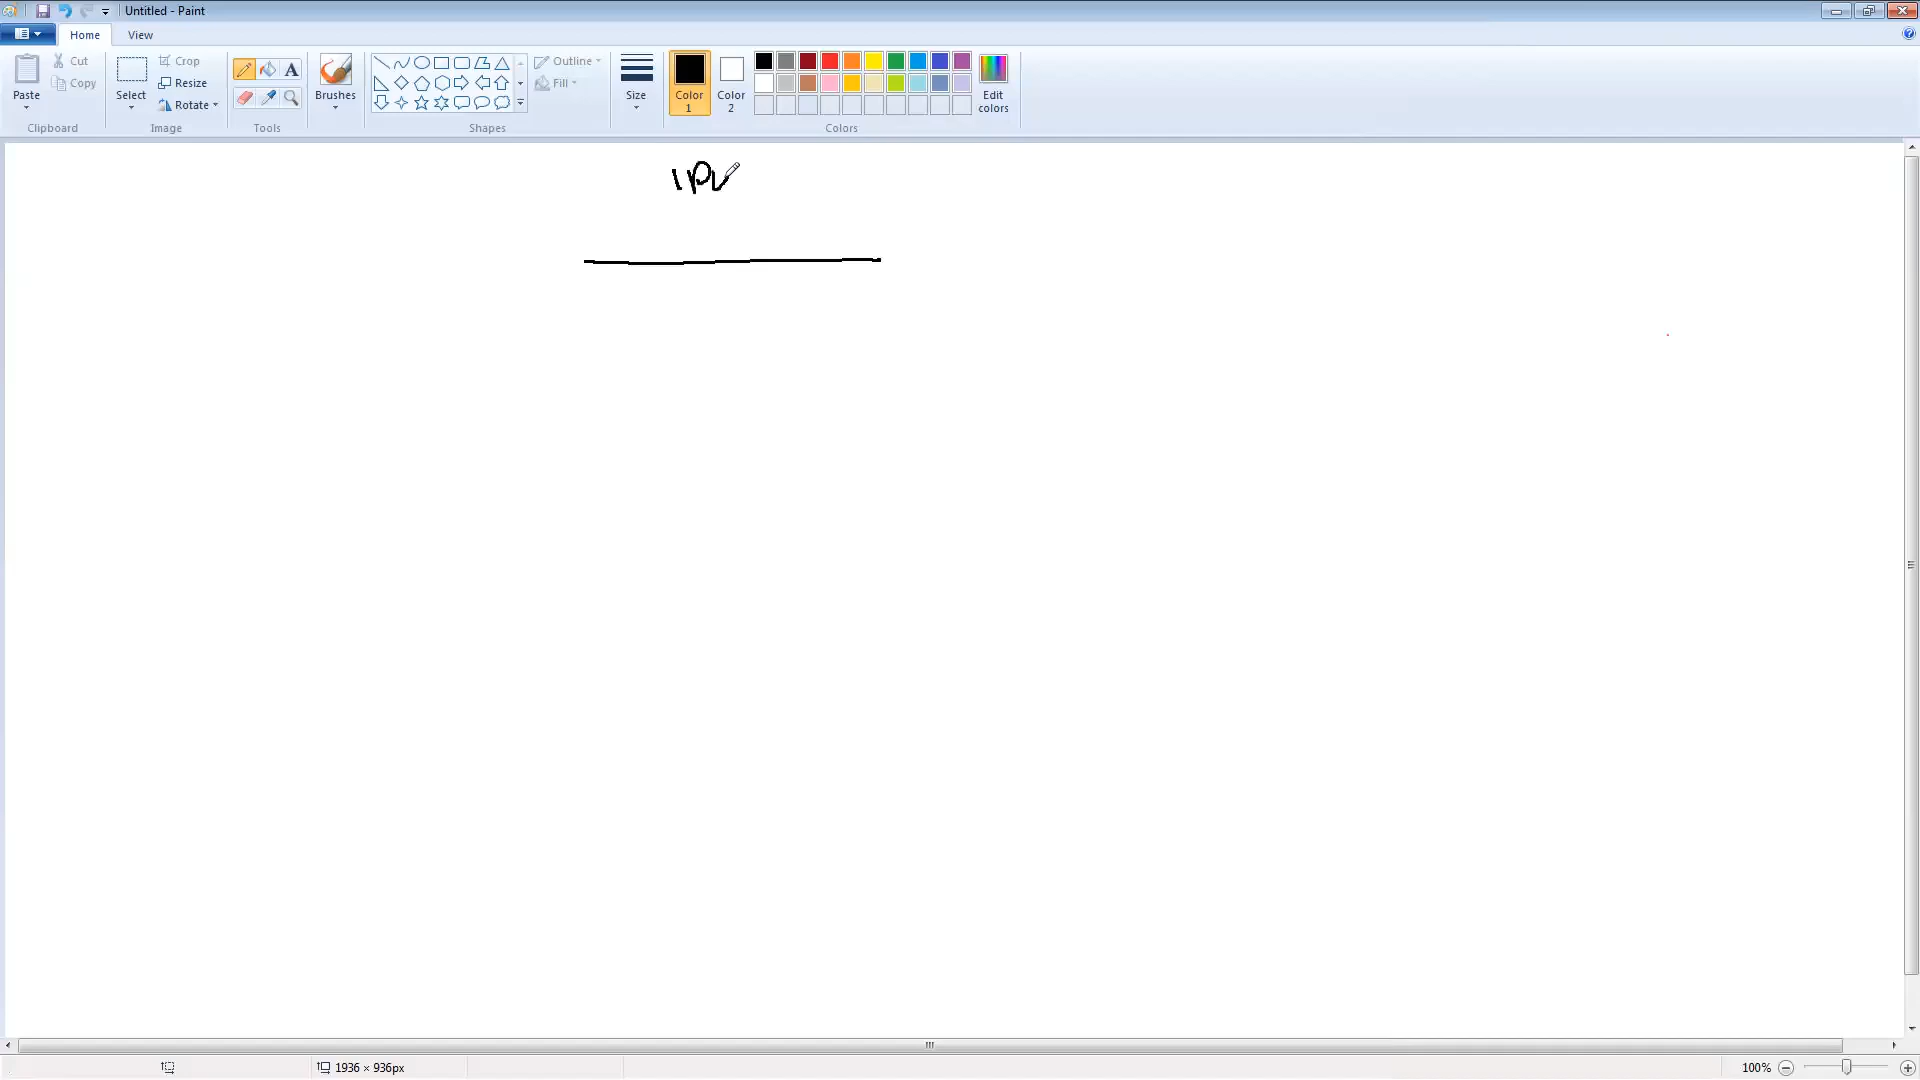 Untitled - Paint
Home View
Paste Cut Copy Select Crop Resize Rotate A Brushes Outline Fill Size Color 1 Color 2 Edit colors
Clipboard Image Tools Shapes Colors
IPv
1936 × 936px 100%